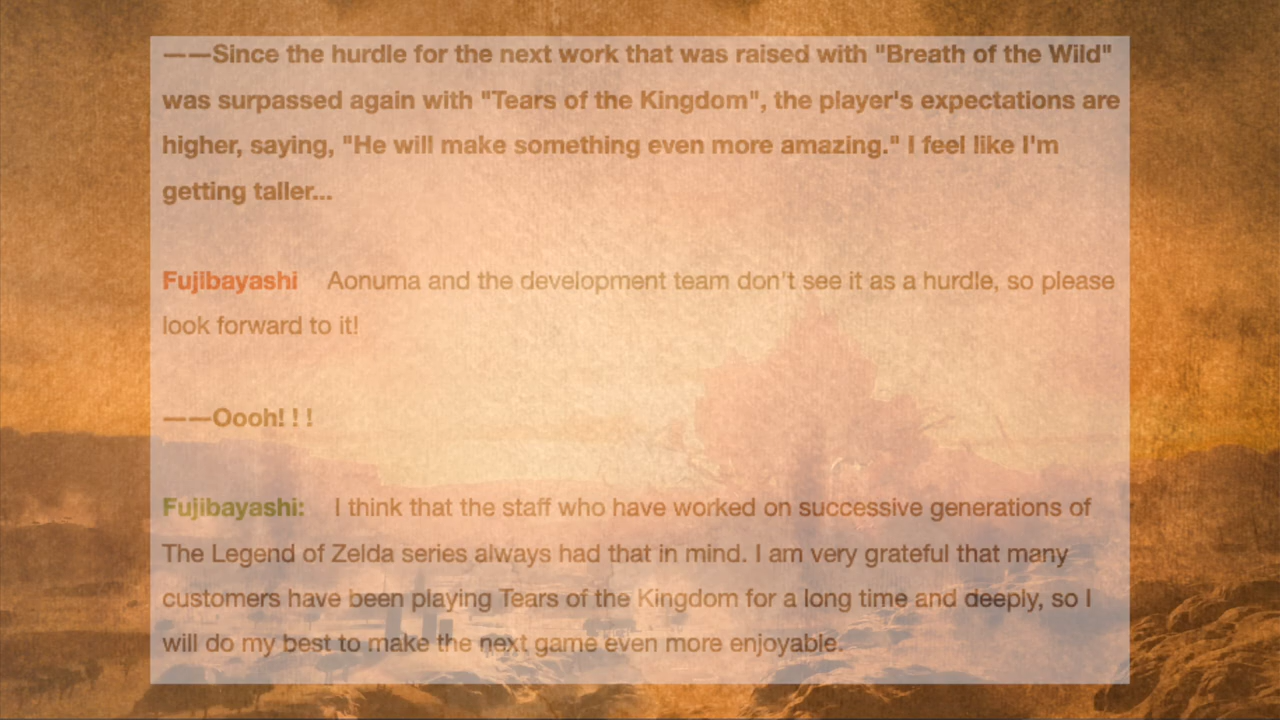 ——Since the hurdle for the next work that was raised with "Breath of the Wild"
was surpassed again with "Tears of the Kingdom", the player's expectations are
higher, saying, "He will make something even more amazing." I feel like I'm
getting taller...
Fujibayashi Aonuma and the development team don't see it as a hurdle, so please
look forward to it!
——Oooh! ! !
Fujibayashi: I think that the staff who have worked on successive generations of
The Legend of Zelda series always had that in mind. I am very grateful that many
customers have been playing Tears of the Kingdom for a long time and deeply, so I
will do my best to make the next game even more enjoyable.